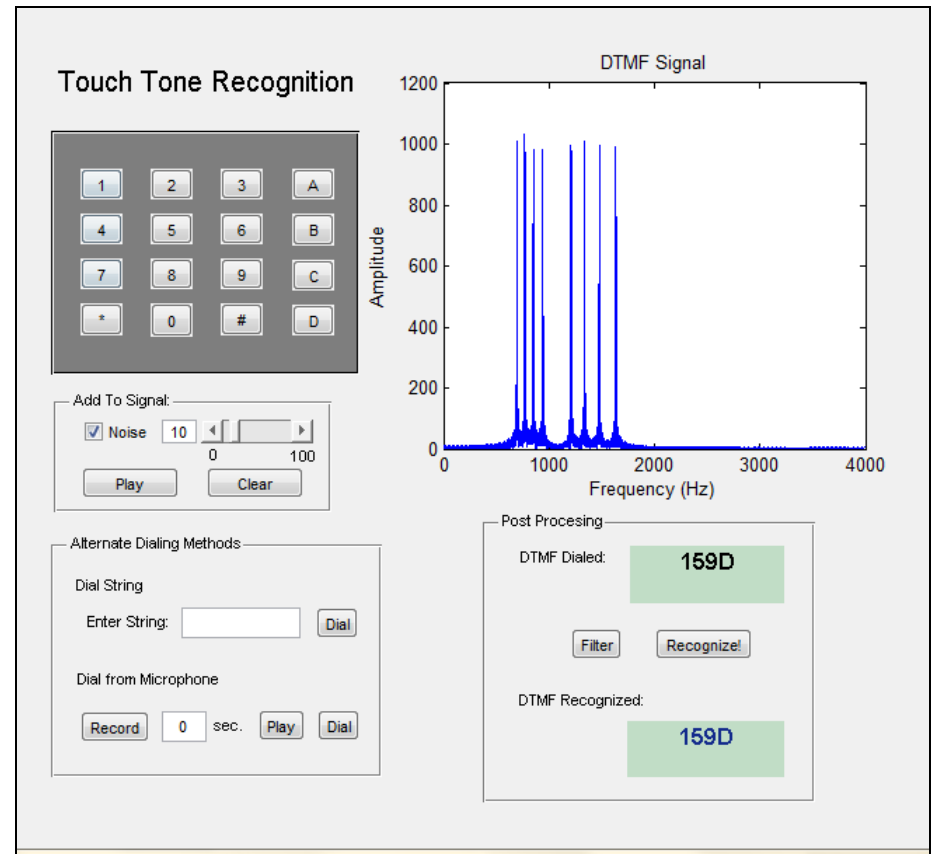 Touch Tone Recognition
1 2 3 A
4 5 6 B
7 8 9 C
* 0 # D
Add To Signal:
Noise 10
0 100
Play Clear
Alternate Dialing Methods
Dial String
Enter String: Dial
Dial from Microphone
Record 0 sec. Play Dial
DTMF Signal
1200
1000
800
600
400
200
0
Amplitude
0 1000 2000 3000 4000
Frequency (Hz)
Post Procesing
DTMF Dialed: 159D
Filter Recognize!
DTMF Recognized:
159D